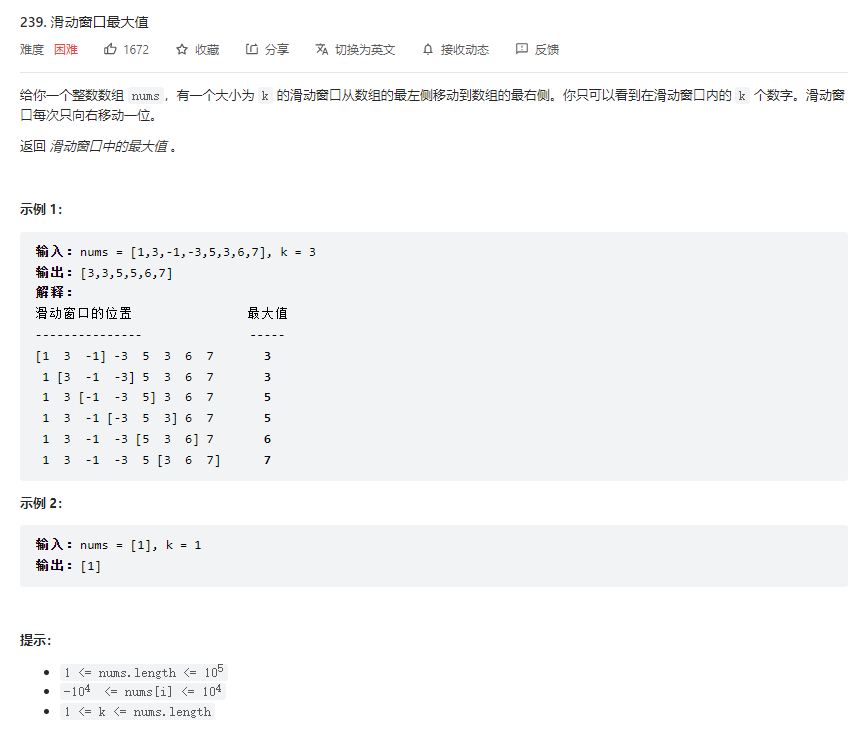 239. 滑动窗口最大值
难度 困难 1672 收藏 分享 切换为英文 接收动态 反馈
给你一个整数数组 nums，有一个大小为 k 的滑动窗口从数组的最左侧移动到数组的最右侧。你只可以看到在滑动窗口内的 k 个数字。滑动窗
口每次只向右移动一位。
返回 滑动窗口中的最大值 。
示例 1：
输入：nums = [1,3,-1,-3,5,3,6,7], k = 3
输出：[3,3,5,5,6,7]
解释：
滑动窗口的位置 最大值
--------------- -----
[1 3 -1] -3 5 3 6 7 3
1 [3 -1 -3] 5 3 6 7 3
1 3 [-1 -3 5] 3 6 7 5
1 3 -1 [-3 5 3] 6 7 5
1 3 -1 -3 [5 3 6] 7 6
1 3 -1 -3 5 [3 6 7] 7
示例 2：
输入：nums = [1], k = 1
输出：[1]
提示：
• 1 <= nums.length <= 10⁵
• -10⁴ <= nums[i] <= 10⁴
• 1 <= k <= nums.length